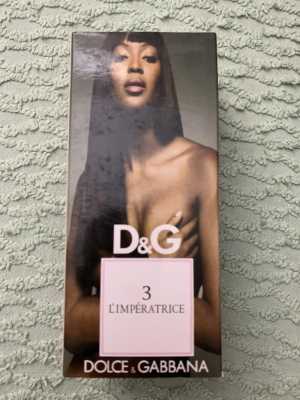 D&G
3
L'IMPÉRATRICE
DOLCE & GABBANA